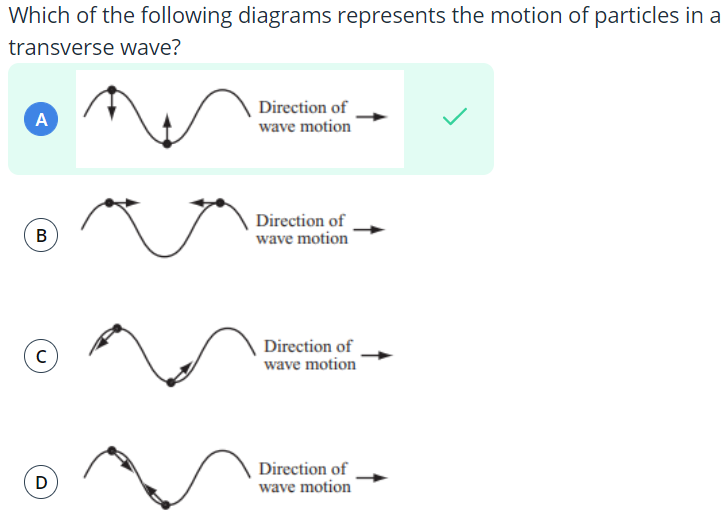 Which of the following diagrams represents the motion of particles in a
transverse wave?
A
Direction of
wave motion
B
Direction of
wave motion
C
Direction of
wave motion
D
Direction of
wave motion